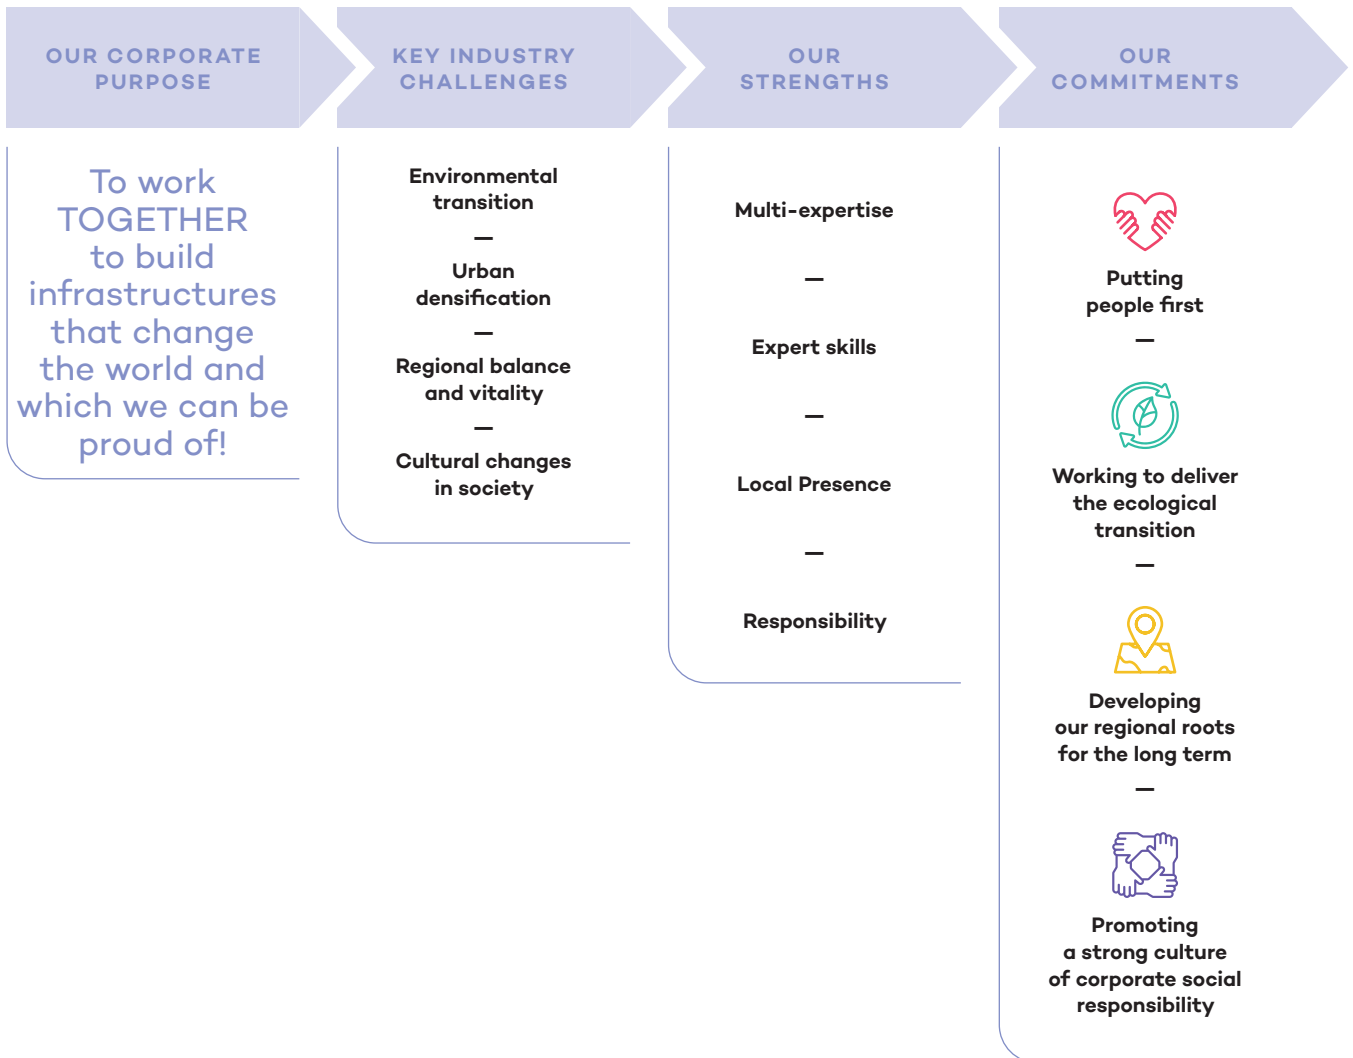 OUR CORPORATE
PURPOSE
To work
TOGETHER
to build
infrastructures
that change
the world and
which we can be
proud of!
KEY INDUSTRY
CHALLENGES
Environmental
transition
—
Urban
densification
—
Regional balance
and vitality
—
Cultural changes
in society
OUR
STRENGTHS
Multi-expertise
—
Expert skills
—
Local Presence
—
Responsibility
OUR
COMMITMENTS
Putting
people first
—
Working to deliver
the ecological
transition
—
Developing
our regional roots
for the long term
—
Promoting
a strong culture
of corporate social
responsibility